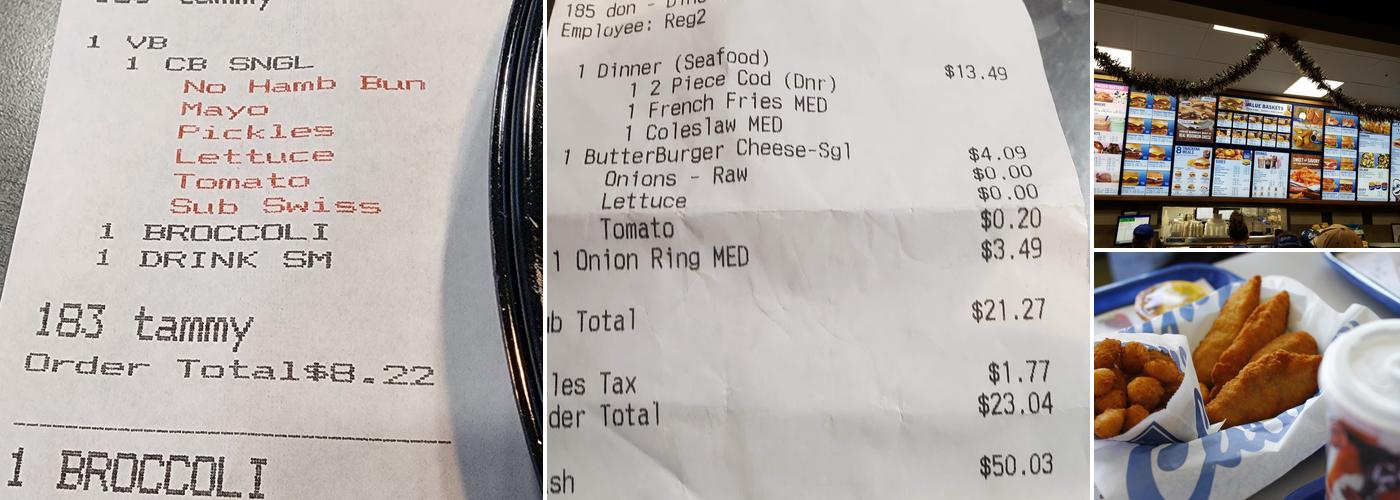 tammy
1 VB
1 CB SNGL
No Hamb Bun
Mayo
Pickles
Lettuce
Tomato
Sub Swiss
1 BROCCOLI
1 DRINK SM
183 tammy
Order Total$8.22
1 BROCCOLI
185 don -
Employee: Reg2
1 Dinner (Seafood) $13.49
1 2 Piece Cod (Dnr)
1 French Fries MED
1 Coleslaw MED
1 ButterBurger Cheese-Sgl $4.09
Onions - Raw $0.00
Lettuce $0.00
Tomato $0.20
1 Onion Ring MED $3.49
b Total $21.27
les Tax $1.77
der Total $23.04
sh $50.03
VALUE BASKETS